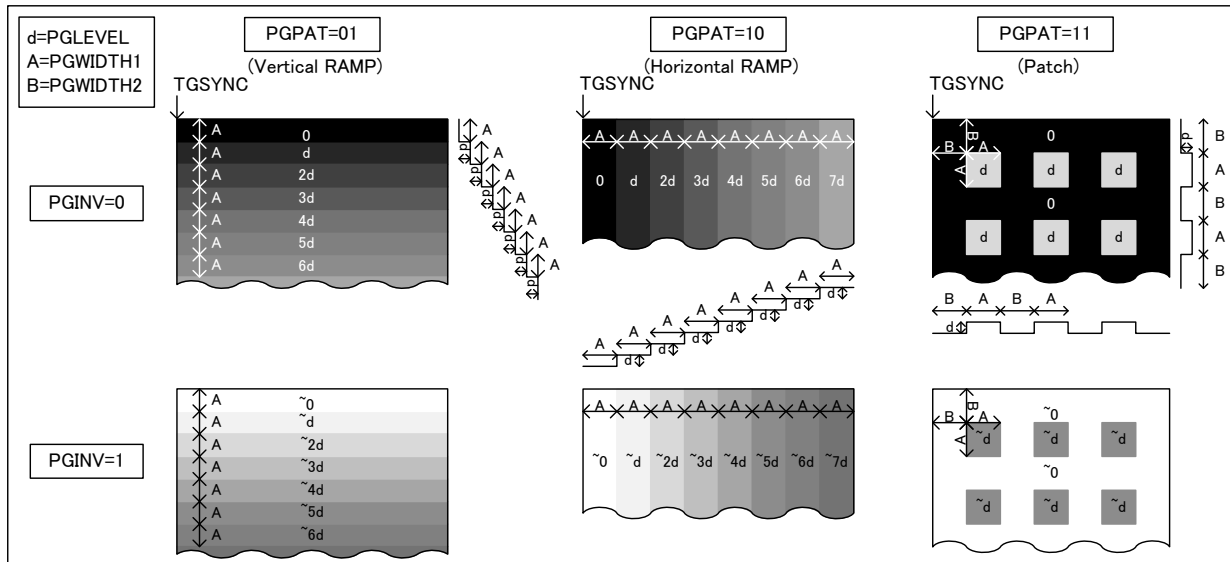 d=PGLEVEL
A=PGWIDTH1
B=PGWIDTH2
PGPAT=01
(Vertical RAMP)
PGPAT=10
(Horizontal RAMP)
PGPAT=11
(Patch)
TGSYNC
TGSYNC
TGSYNC
PGINV=0
A 0
A d
A 2d
A 3d
A 4d
A 5d
A 6d
A
d
A
d
A
d
A
d
A
d
A
d
A
d
A A A A A A A A
0 d 2d 3d 4d 5d 6d 7d
A
A
A
A
A
A
A
A
d d d d d d d
B 0
B A
A d d d
0
d d d
d
B
A
B
A
B
B A B A
d
PGINV=1
A ~0
A ~d
A ~2d
A ~3d
A ~4d
A ~5d
A ~6d
A A A A A A A A
~0 ~d ~2d ~3d ~4d ~5d ~6d ~7d
B ~0
B A
A ~d ~d ~d
~0
~d ~d ~d